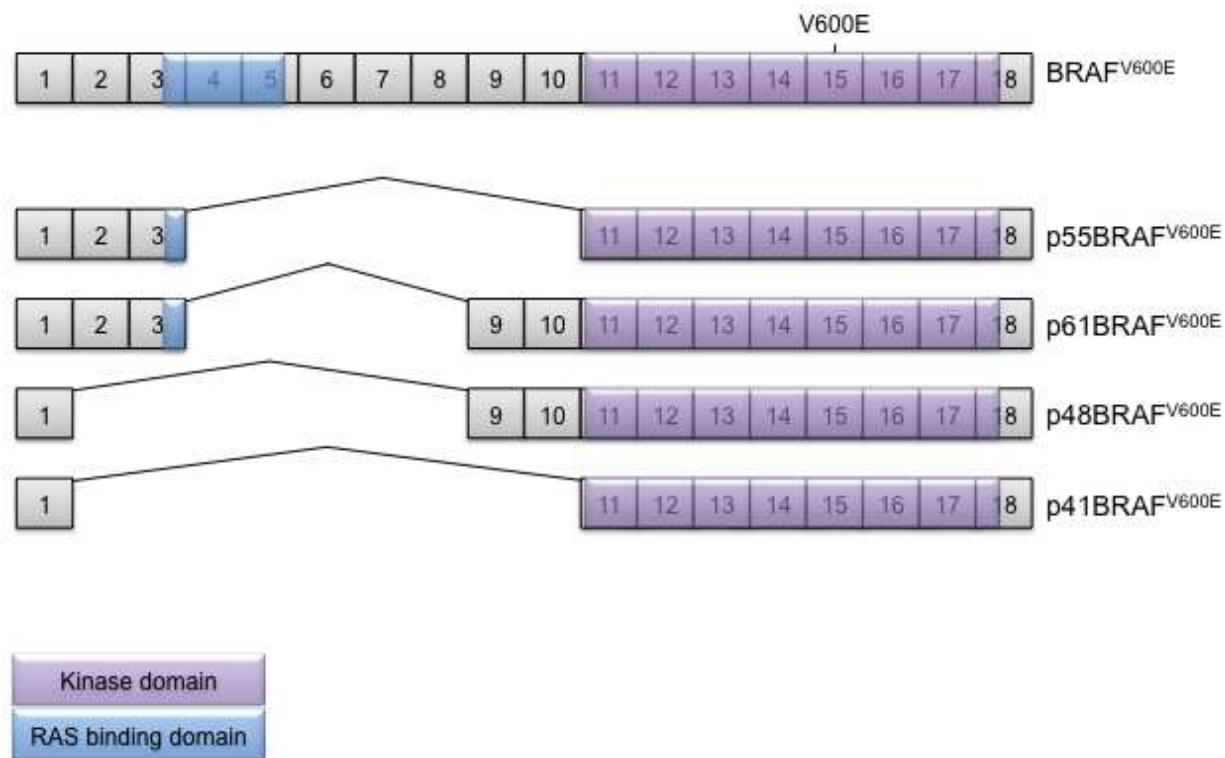 V600E
1 2 3 4 5 6 7 8 9 10 11 12 13 14 15 16 17 18 BRAFV600E
1 2 3 11 12 13 14 15 16 17 18 p55BRAFV600E
1 2 3 9 10 11 12 13 14 15 16 17 18 p61BRAFV600E
1 9 10 11 12 13 14 15 16 17 18 p48BRAFV600E
1 11 12 13 14 15 16 17 18 p41BRAFV600E
Kinase domain
RAS binding domain